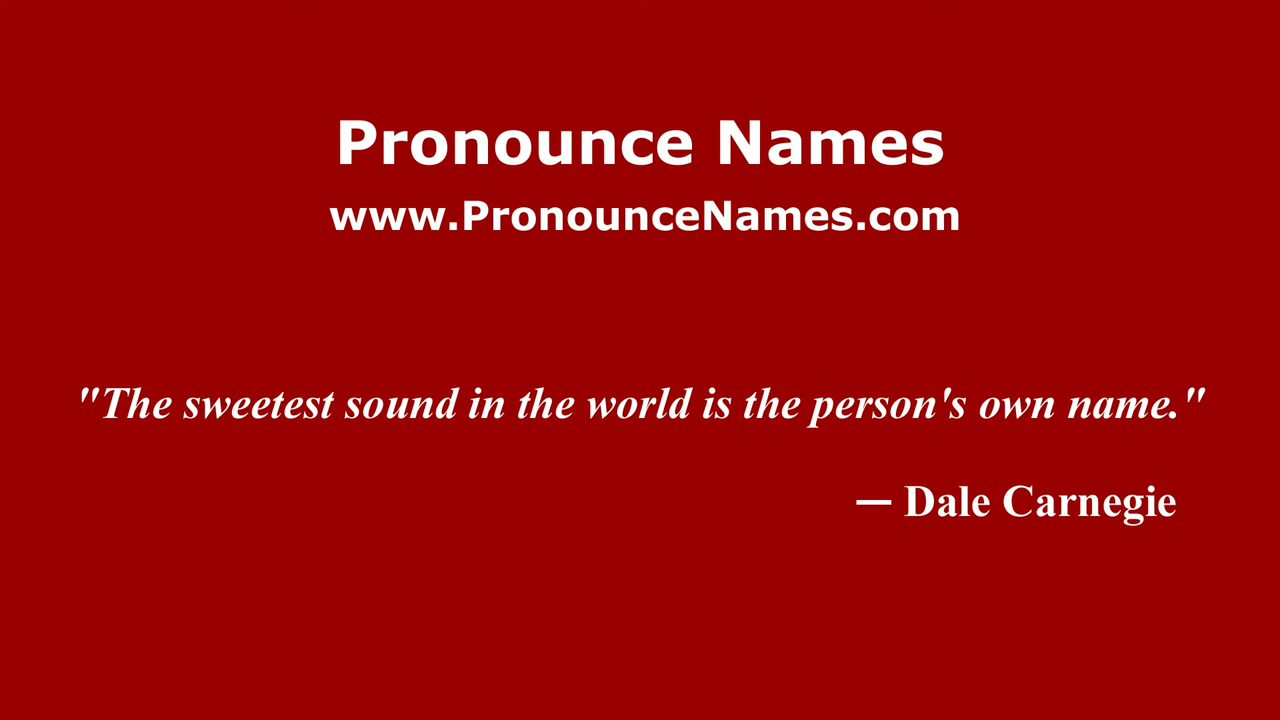 Pronounce Names
www.PronounceNames.com
"The sweetest sound in the world is the person's own name."
— Dale Carnegie